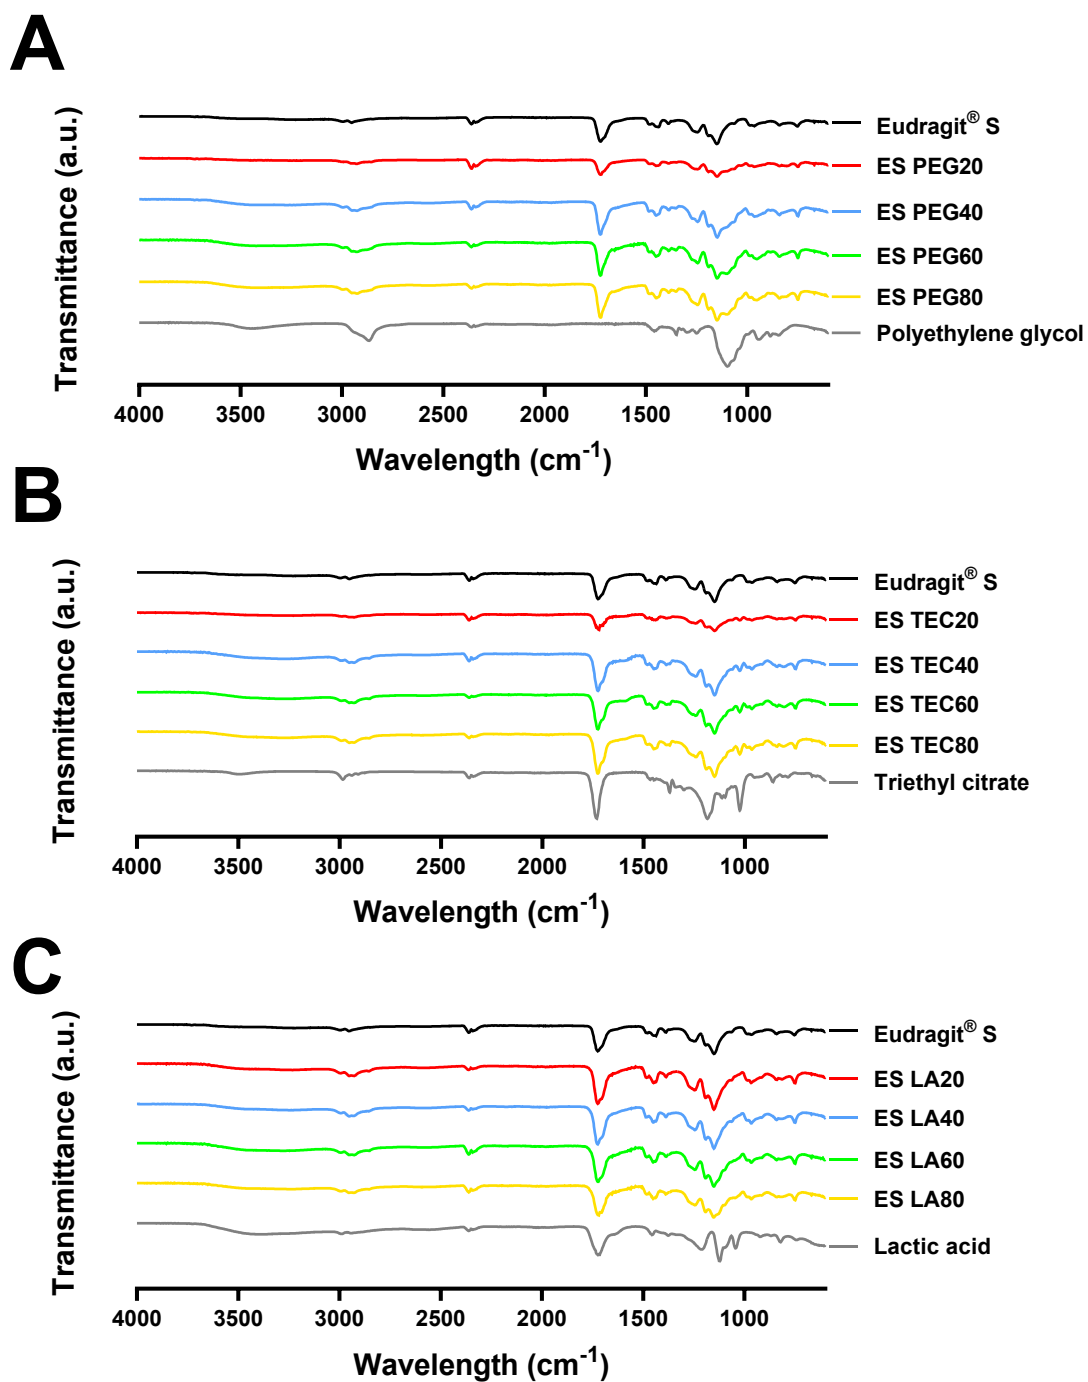 A
Transmittance (a.u.)
Eudragit® S
ES PEG20
ES PEG40
ES PEG60
ES PEG80
Polyethylene glycol
4000 3500 3000 2500 2000 1500 1000
Wavelength (cm⁻¹)
B
Transmittance (a.u.)
Eudragit® S
ES TEC20
ES TEC40
ES TEC60
ES TEC80
Triethyl citrate
4000 3500 3000 2500 2000 1500 1000
Wavelength (cm⁻¹)
C
Transmittance (a.u.)
Eudragit® S
ES LA20
ES LA40
ES LA60
ES LA80
Lactic acid
4000 3500 3000 2500 2000 1500 1000
Wavelength (cm⁻¹)